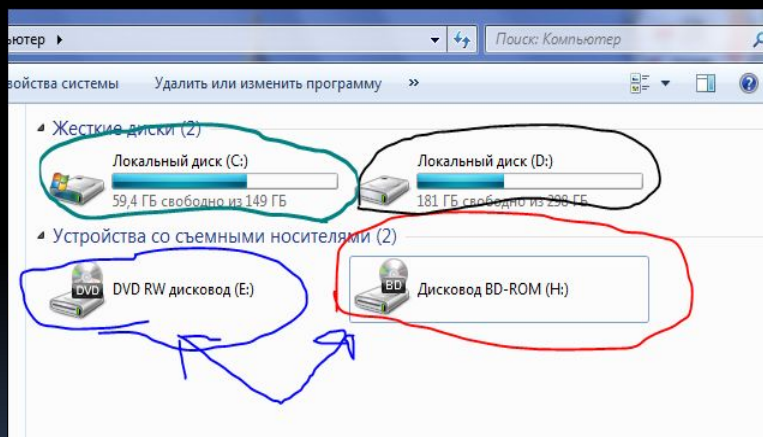 ьютер
Поиск: Компьютер
войства системы Удалить или изменить программу »
Жесткие диски (2)
Локальный диск (C:)
59,4 ГБ свободно из 149 ГБ
Локальный диск (D:)
181 ГБ свободно из 298 ГБ
Устройства со съемными носителями (2)
DVD
DVD RW дисковод (E:)
BD
Дисковод BD-ROM (H:)